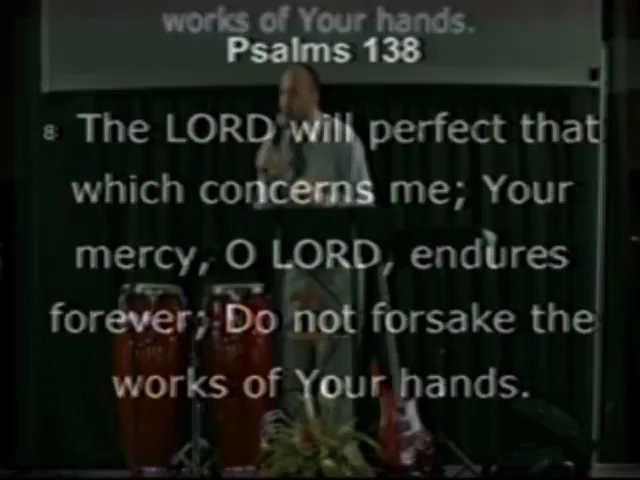 works of Your hands.
Psalms 138
8 The LORD will perfect that
which concerns me; Your
mercy, O LORD, endures
forever; Do not forsake the
works of Your hands.